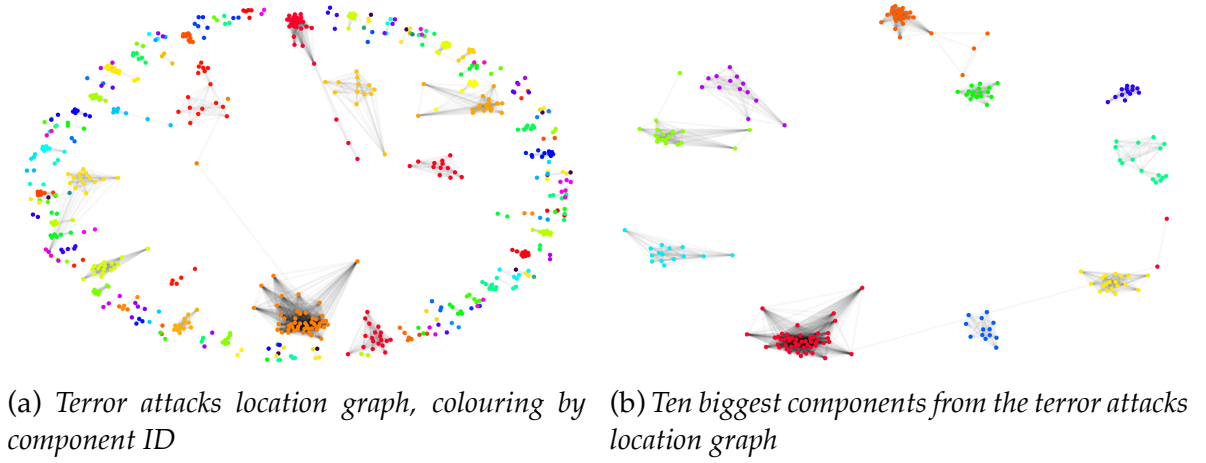 (a) Terror attacks location graph, colouring by
component ID
(b) Ten biggest components from the terror attacks
location graph